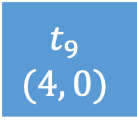 t₉
(4, 0)